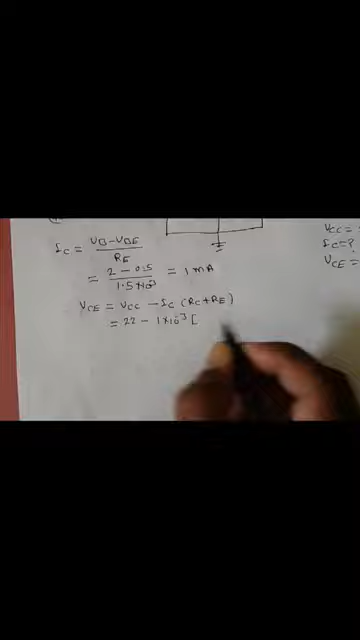 VCC =
IC = ?
VCE =
IC = VB - VBE / RE
= 2 - 0.5 / 1.5 × 10³ = 1 mA
VCE = VCC - IC (RC + RE)
= 22 - 1 × 10⁻³ [